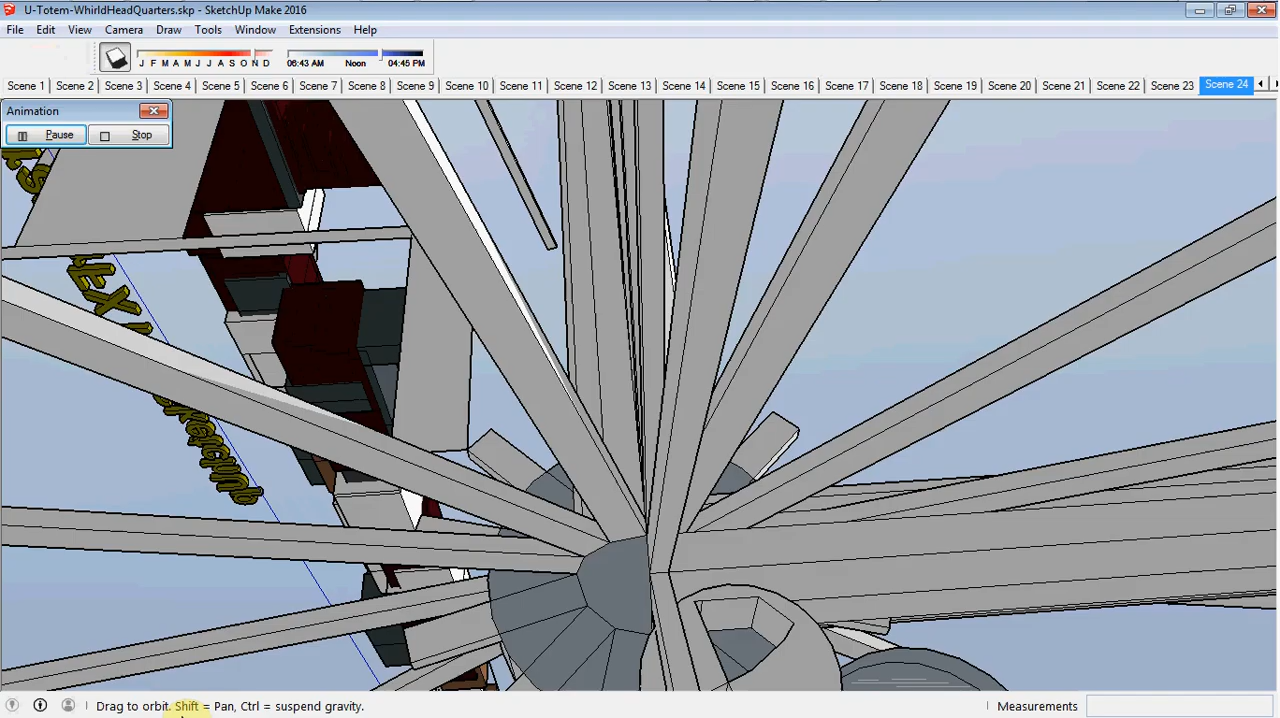 U-Totem-WhirldHeadQuarters.skp - SketchUp Make 2016
File Edit View Camera Draw Tools Window Extensions Help
J F M A M J J A S O N D 06:43 AM Noon 04:45 PM
Scene 1 Scene 2 Scene 3 Scene 4 Scene 5 Scene 6 Scene 7 Scene 8 Scene 9 Scene 10 Scene 11 Scene 12 Scene 13 Scene 14 Scene 15 Scene 16 Scene 17 Scene 18 Scene 19 Scene 20 Scene 21 Scene 22 Scene 23 Scene 24
Animation
Pause Stop
Drag to orbit. Shift = Pan, Ctrl = suspend gravity.
Measurements